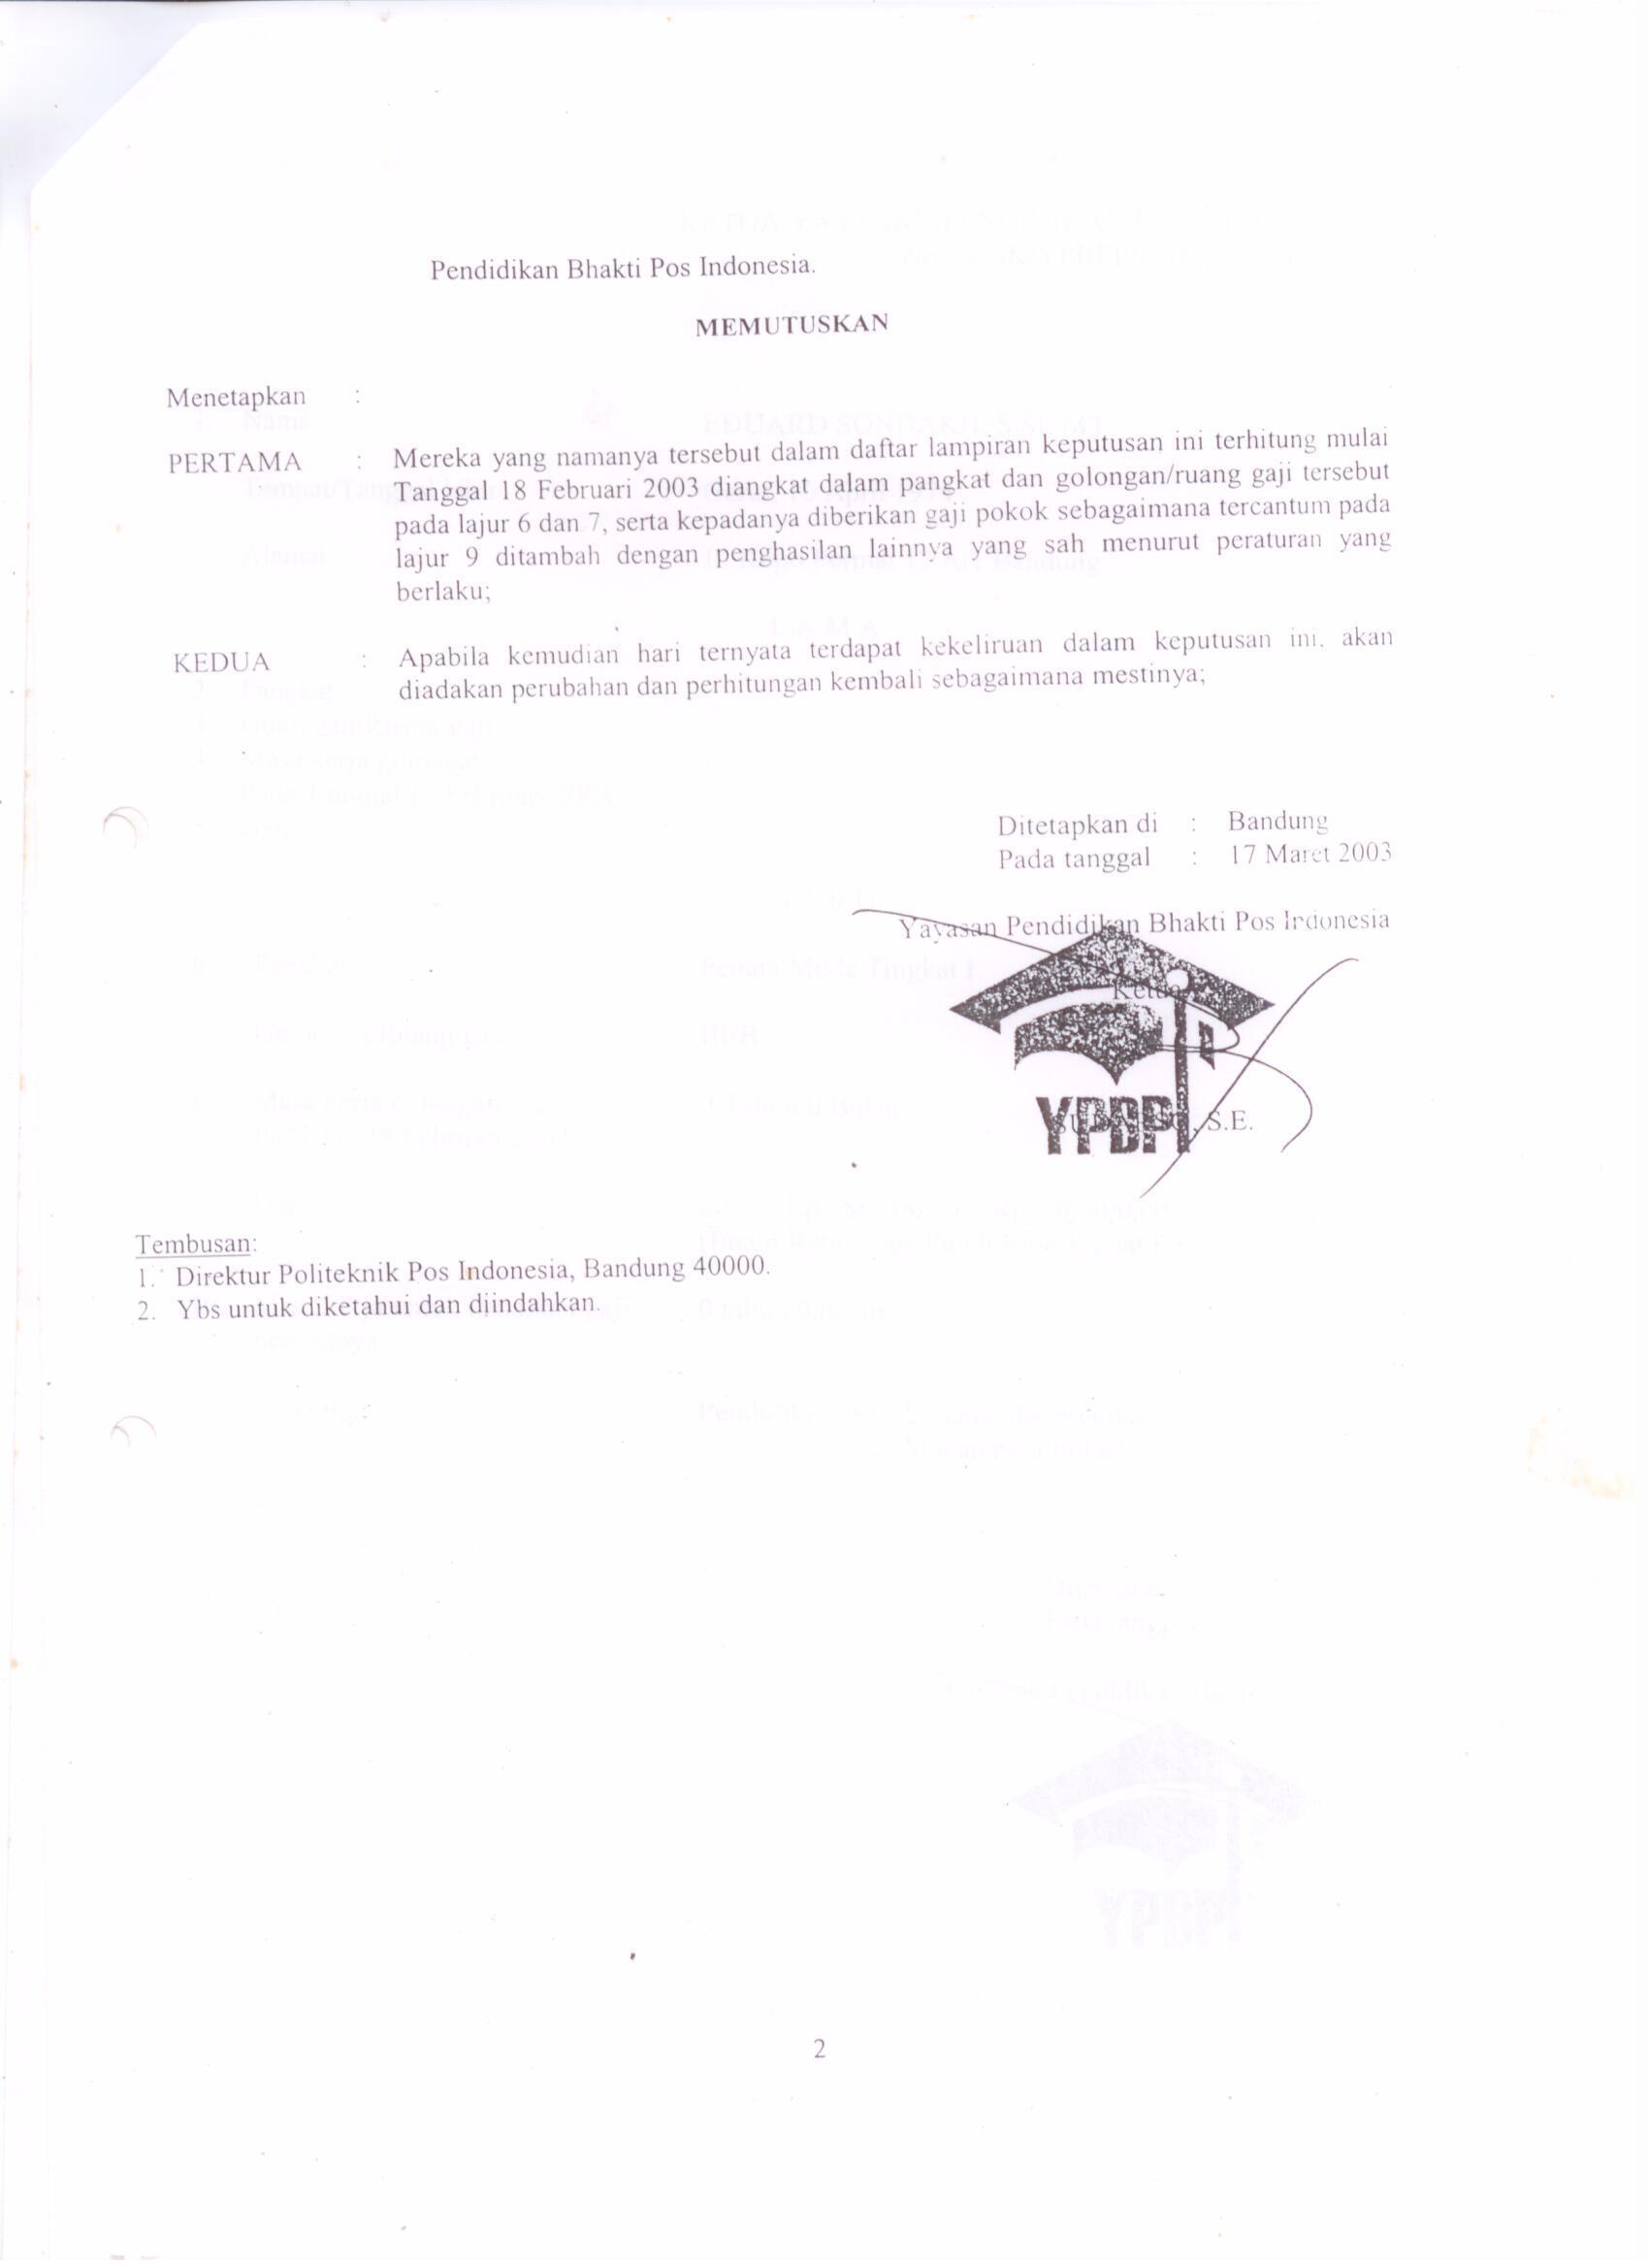 Pendidikan Bhakti Pos Indonesia.
MEMUTUSKAN
Menetapkan :
PERTAMA : Mereka yang namanya tersebut dalam daftar lampiran keputusan ini terhitung mulai
Tanggal 18 Februari 2003 diangkat dalam pangkat dan golongan/ruang gaji tersebut
pada lajur 6 dan 7, serta kepadanya diberikan gaji pokok sebagaimana tercantum pada
lajur 9 ditambah dengan penghasilan lainnya yang sah menurut peraturan yang
berlaku;
KEDUA : Apabila kemudian hari ternyata terdapat kekeliruan dalam keputusan ini, akan
diadakan perubahan dan perhitungan kembali sebagaimana mestinya;
Ditetapkan di : Bandung
Pada tanggal : 17 Maret 2003
Yayasan Pendidikan Bhakti Pos Indonesia
Ketua
YPBPI
S.E.
Tembusan:
1. Direktur Politeknik Pos Indonesia, Bandung 40000.
2. Ybs untuk diketahui dan diindahkan.
2